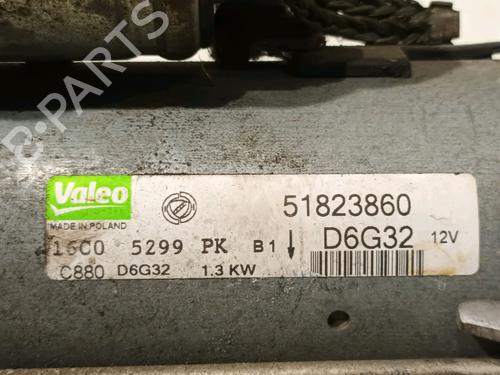 B-PARTS
Valeo
MADE IN POLAND
51823860
16C0 5299 PK B1 ↓ D6G32 12V
C880 D6G32 1.3 KW